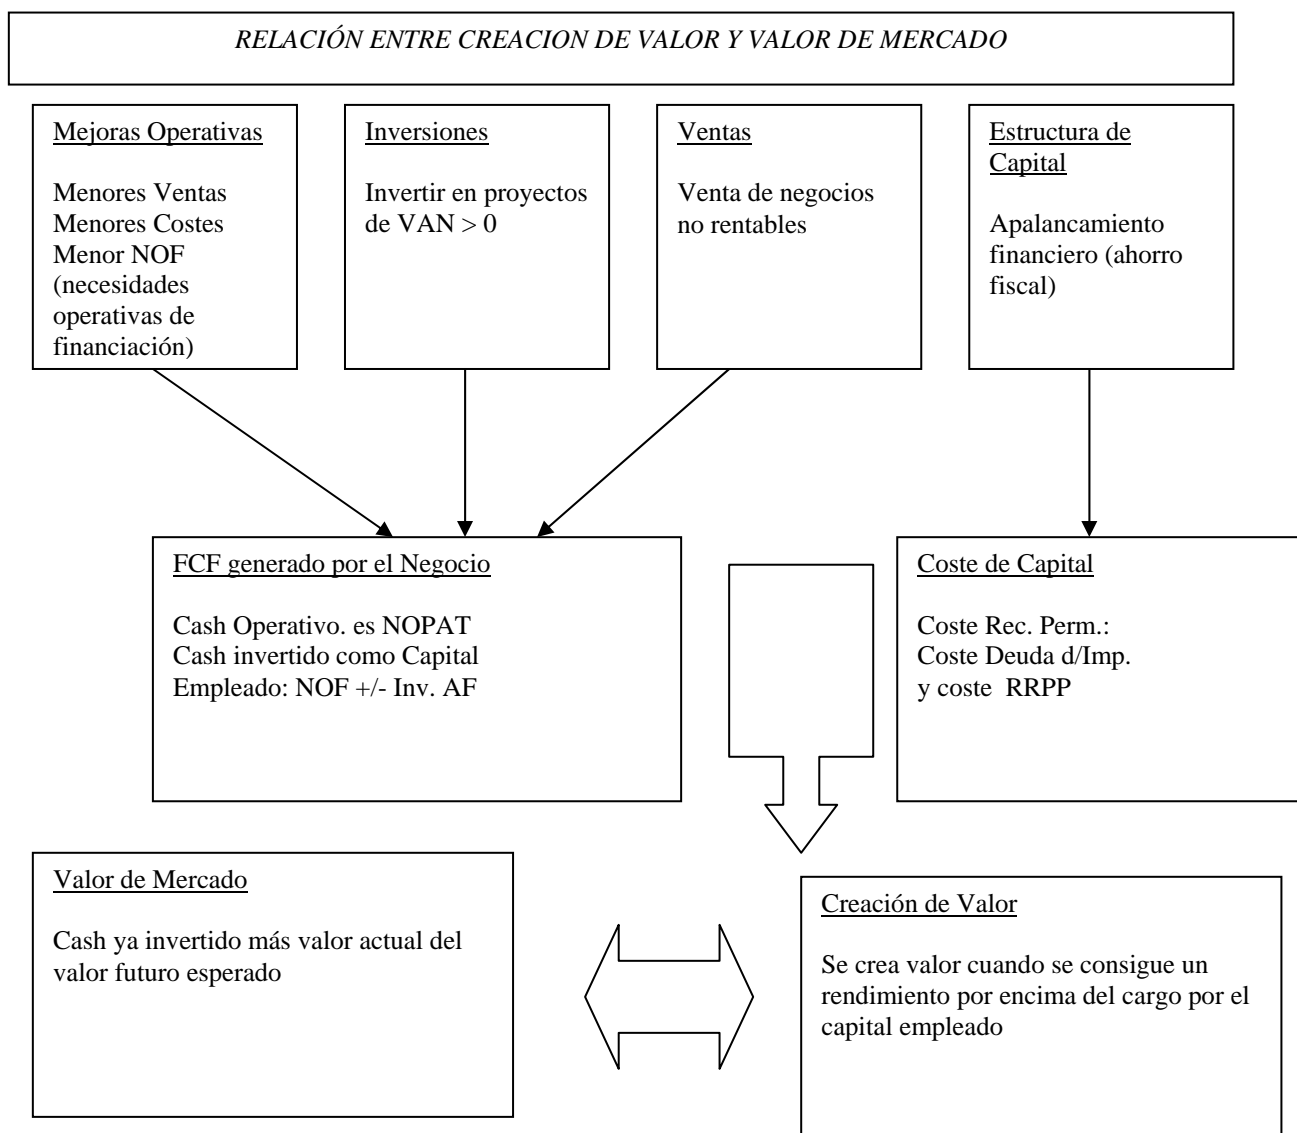 RELACIÓN ENTRE CREACION DE VALOR Y VALOR DE MERCADO
Mejoras Operativas
Menores Ventas
Menores Costes
Menor NOF
(necesidades
operativas de
financiación)
Inversiones
Invertir en proyectos
de VAN > 0
Ventas
Venta de negocios
no rentables
Estructura de
Capital
Apalancamiento
financiero (ahorro
fiscal)
FCF generado por el Negocio
Cash Operativo. es NOPAT
Cash invertido como Capital
Empleado: NOF +/- Inv. AF
Coste de Capital
Coste Rec. Perm.:
Coste Deuda d/Imp.
y coste RRPP
Valor de Mercado
Cash ya invertido más valor actual del
valor futuro esperado
Creación de Valor
Se crea valor cuando se consigue un
rendimiento por encima del cargo por el
capital empleado